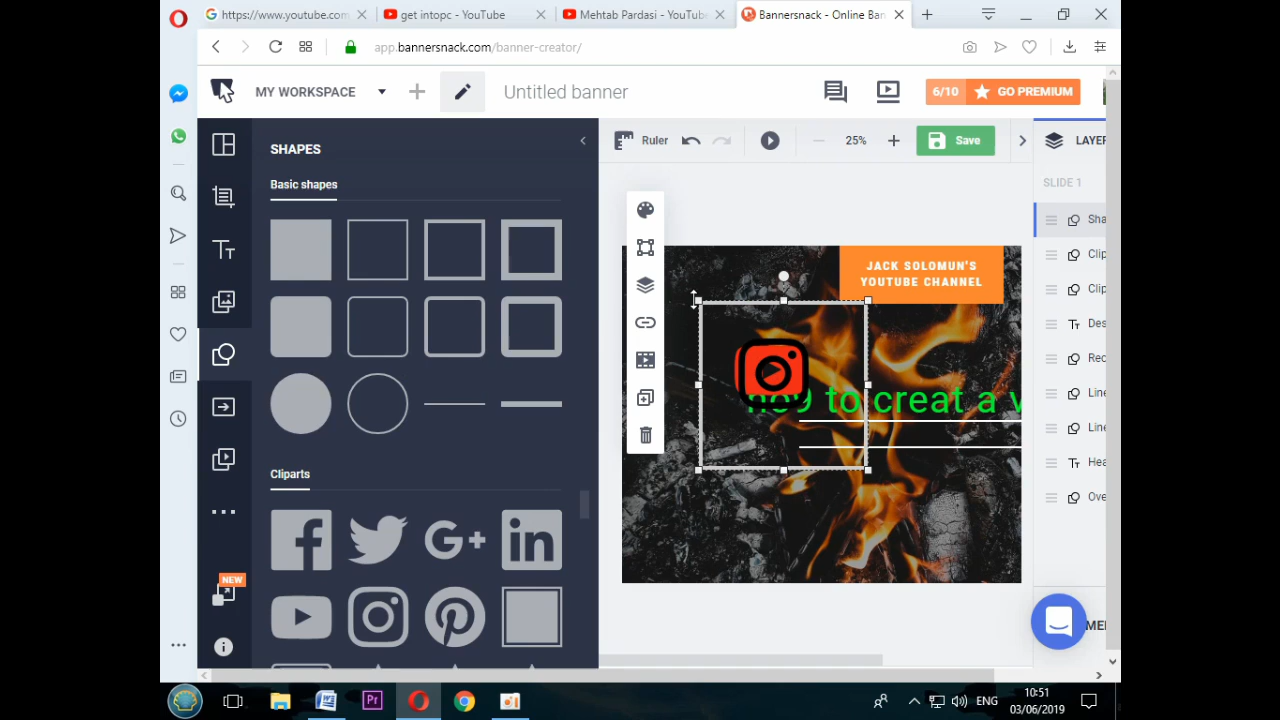 https://www.youtube.com
get intopc - YouTube
Mehtab Pardasi - YouTube
Bannersnack - Online Ban
app.bannersnack.com/banner-creator/
MY WORKSPACE
Untitled banner
6/10
GO PREMIUM
SHAPES
Ruler
25%
Save
LAYER
Basic shapes
SLIDE 1
Sha
JACK SOLOMUN'S
YOUTUBE CHANNEL
Clip
Clip
Des
Rec
to creat a v
Line
Line
Hea
Cliparts
Ove
NEW
ME
ENG
10:51
03/06/2019